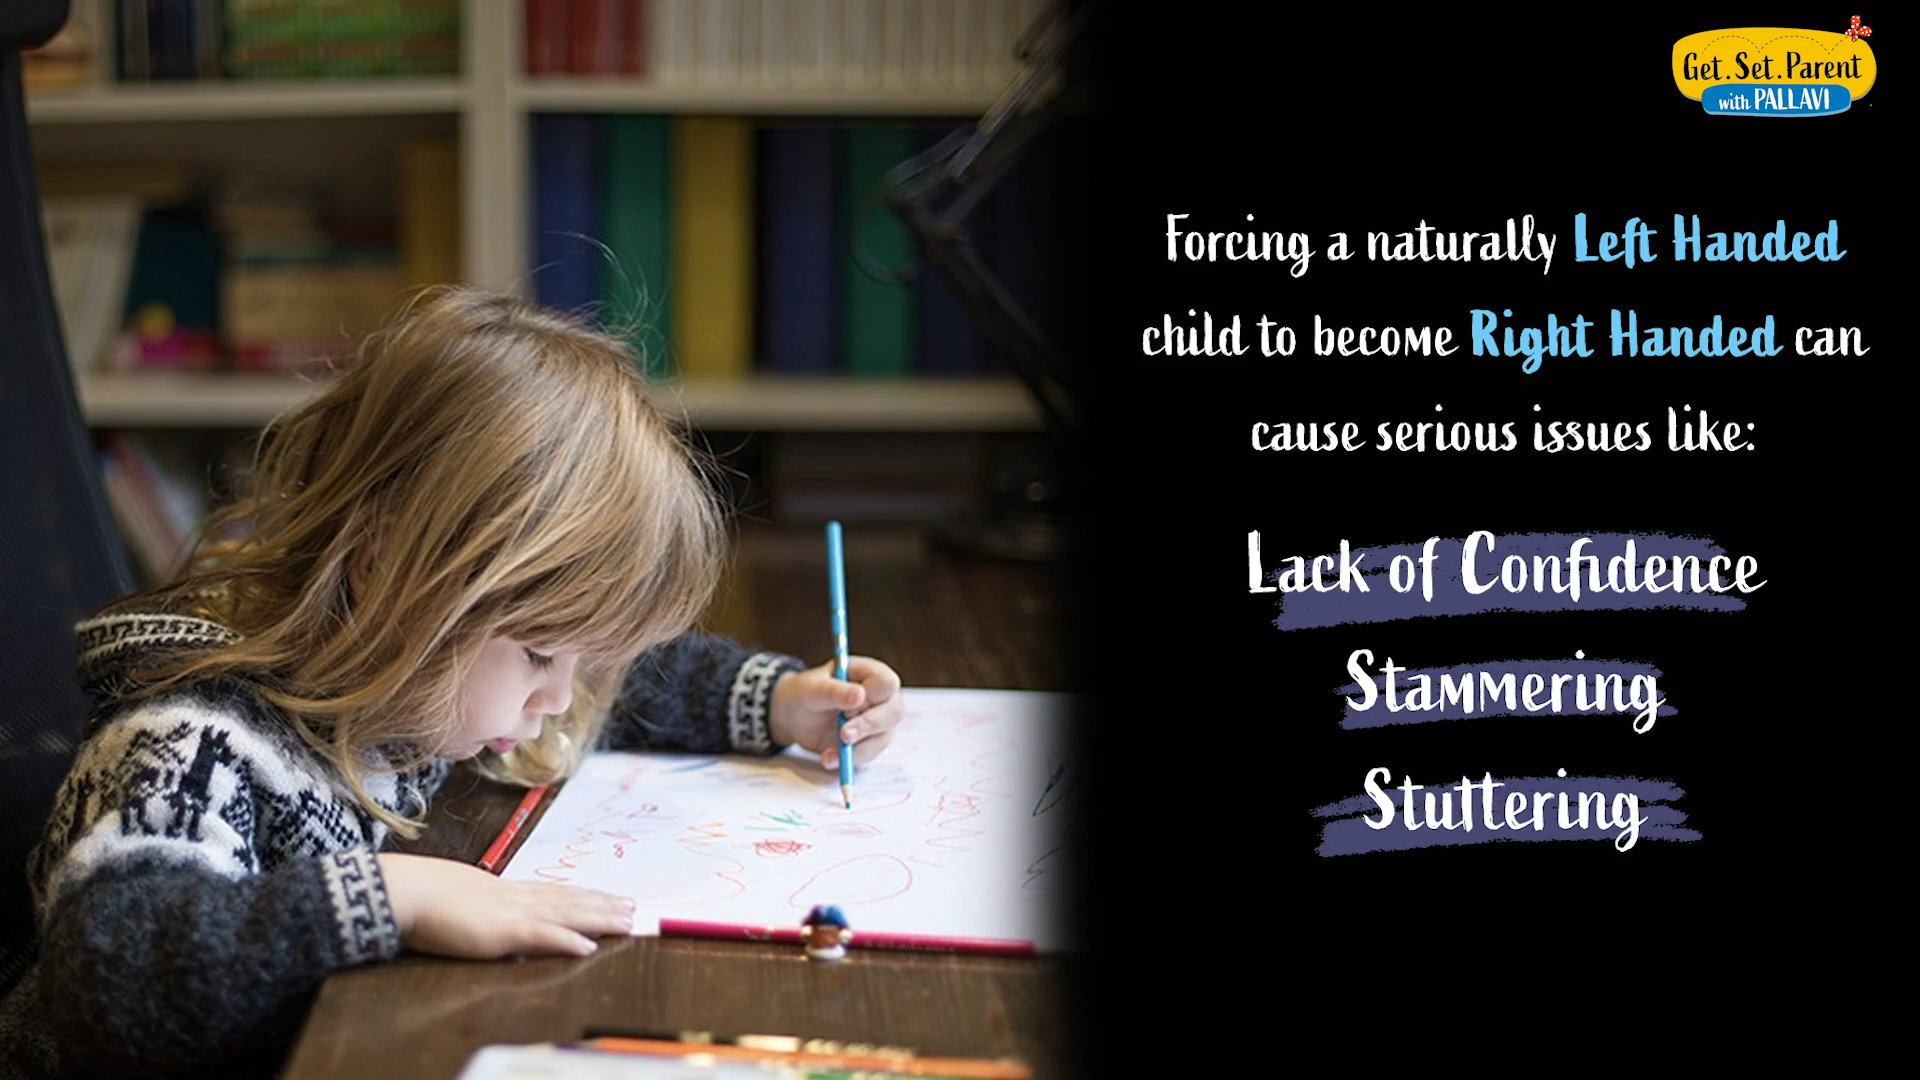 Get.Set.Parent
with PALLAVI
Forcing a naturally Left Handed
child to become Right Handed can
cause serious issues like:
Lack of Confidence
Stammering
Stuttering